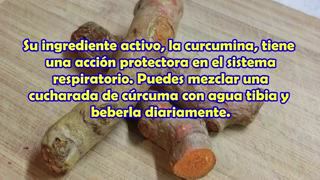 Su ingrediente activo, la curcumina, tiene
una acción protectora en el sistema
respiratorio. Puedes mezclar una
cucharada de cúrcuma con agua tibia y
beberla diariamente.